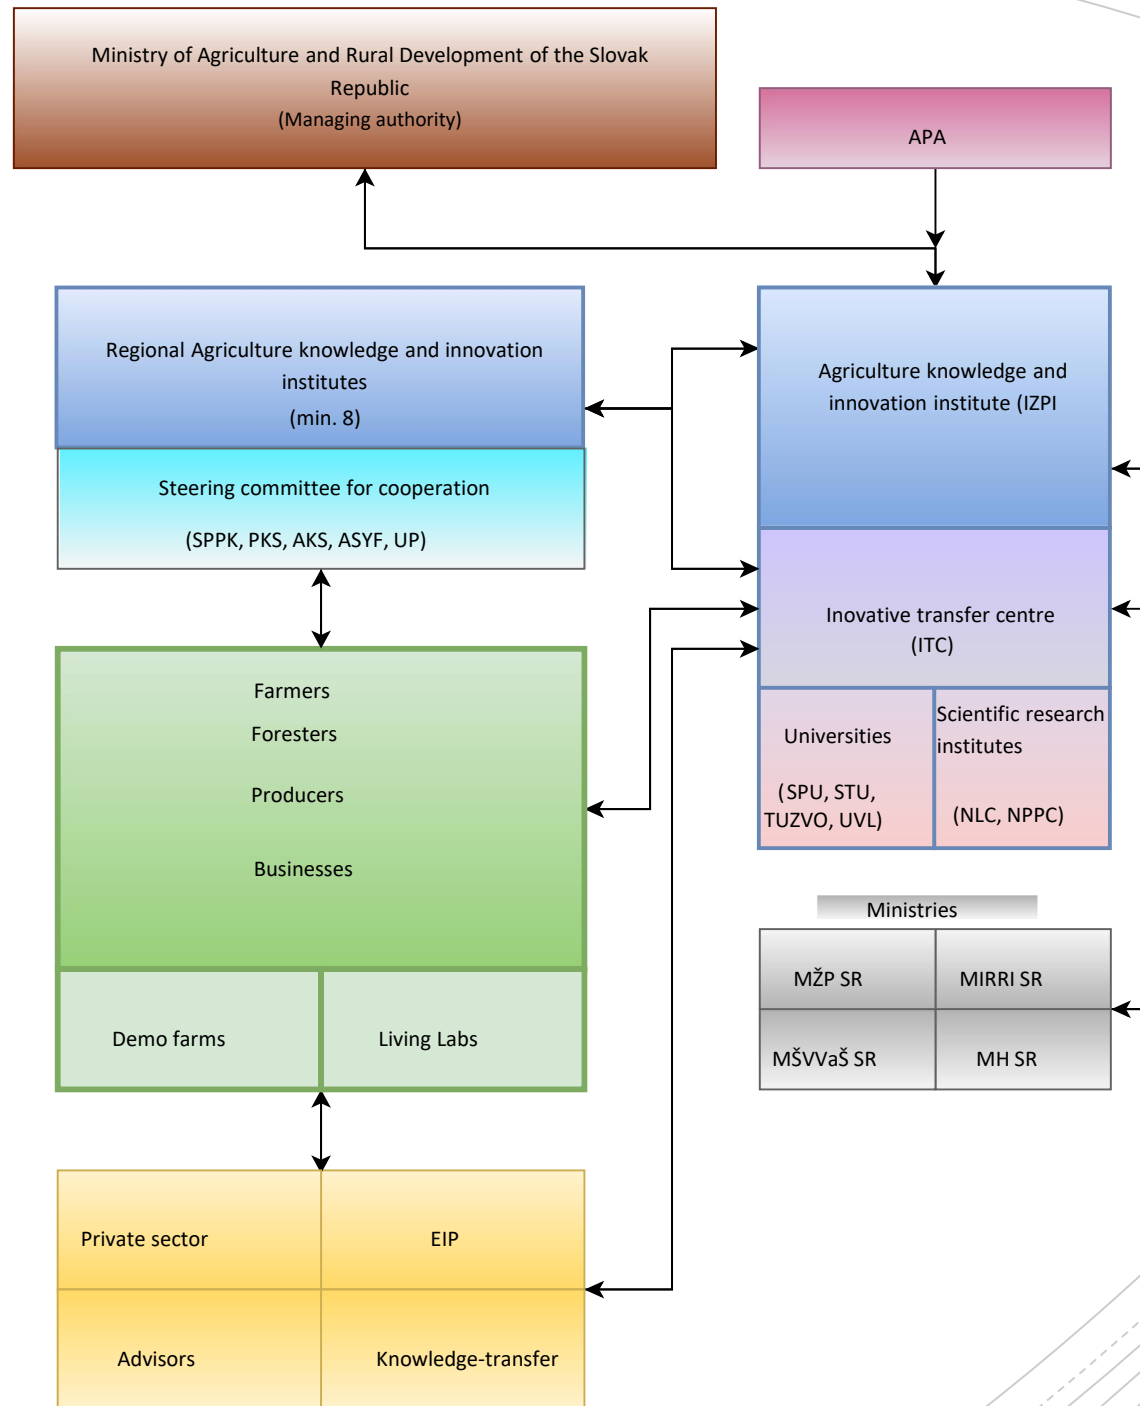 Ministry of Agriculture and Rural Development of the Slovak
Republic
(Managing authority)
APA
Regional Agriculture knowledge and innovation
institutes
(min. 8)
Steering committee for cooperation
(SPPK, PKS, AKS, ASYF, UP)
Agriculture knowledge and
innovation institute (IZPI
Inovative transfer centre
(ITC)
Universities
(SPU, STU,
TUZVO, UVL)
Scientific research
institutes
(NLC, NPPC)
Farmers
Foresters
Producers
Businesses
Demo farms
Living Labs
Ministries
MŽP SR
MIRRI SR
MŠVVaŠ SR
MH SR
Private sector
EIP
Advisors
Knowledge-transfer